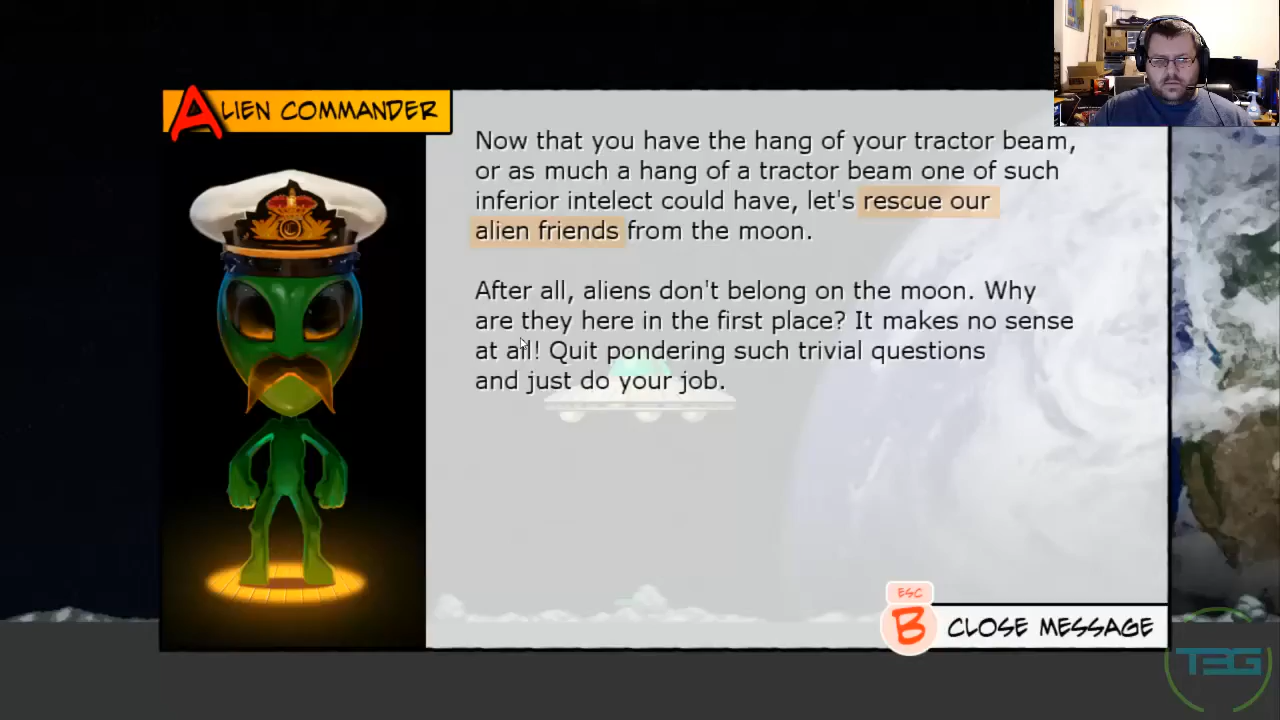 ALIEN COMMANDER
Now that you have the hang of your tractor beam,
or as much a hang of a tractor beam one of such
inferior intelect could have, let's rescue our
alien friends from the moon.
After all, aliens don't belong on the moon. Why
are they here in the first place? It makes no sense
at all! Quit pondering such trivial questions
and just do your job.
ESC
B CLOSE MESSAGE
TBG